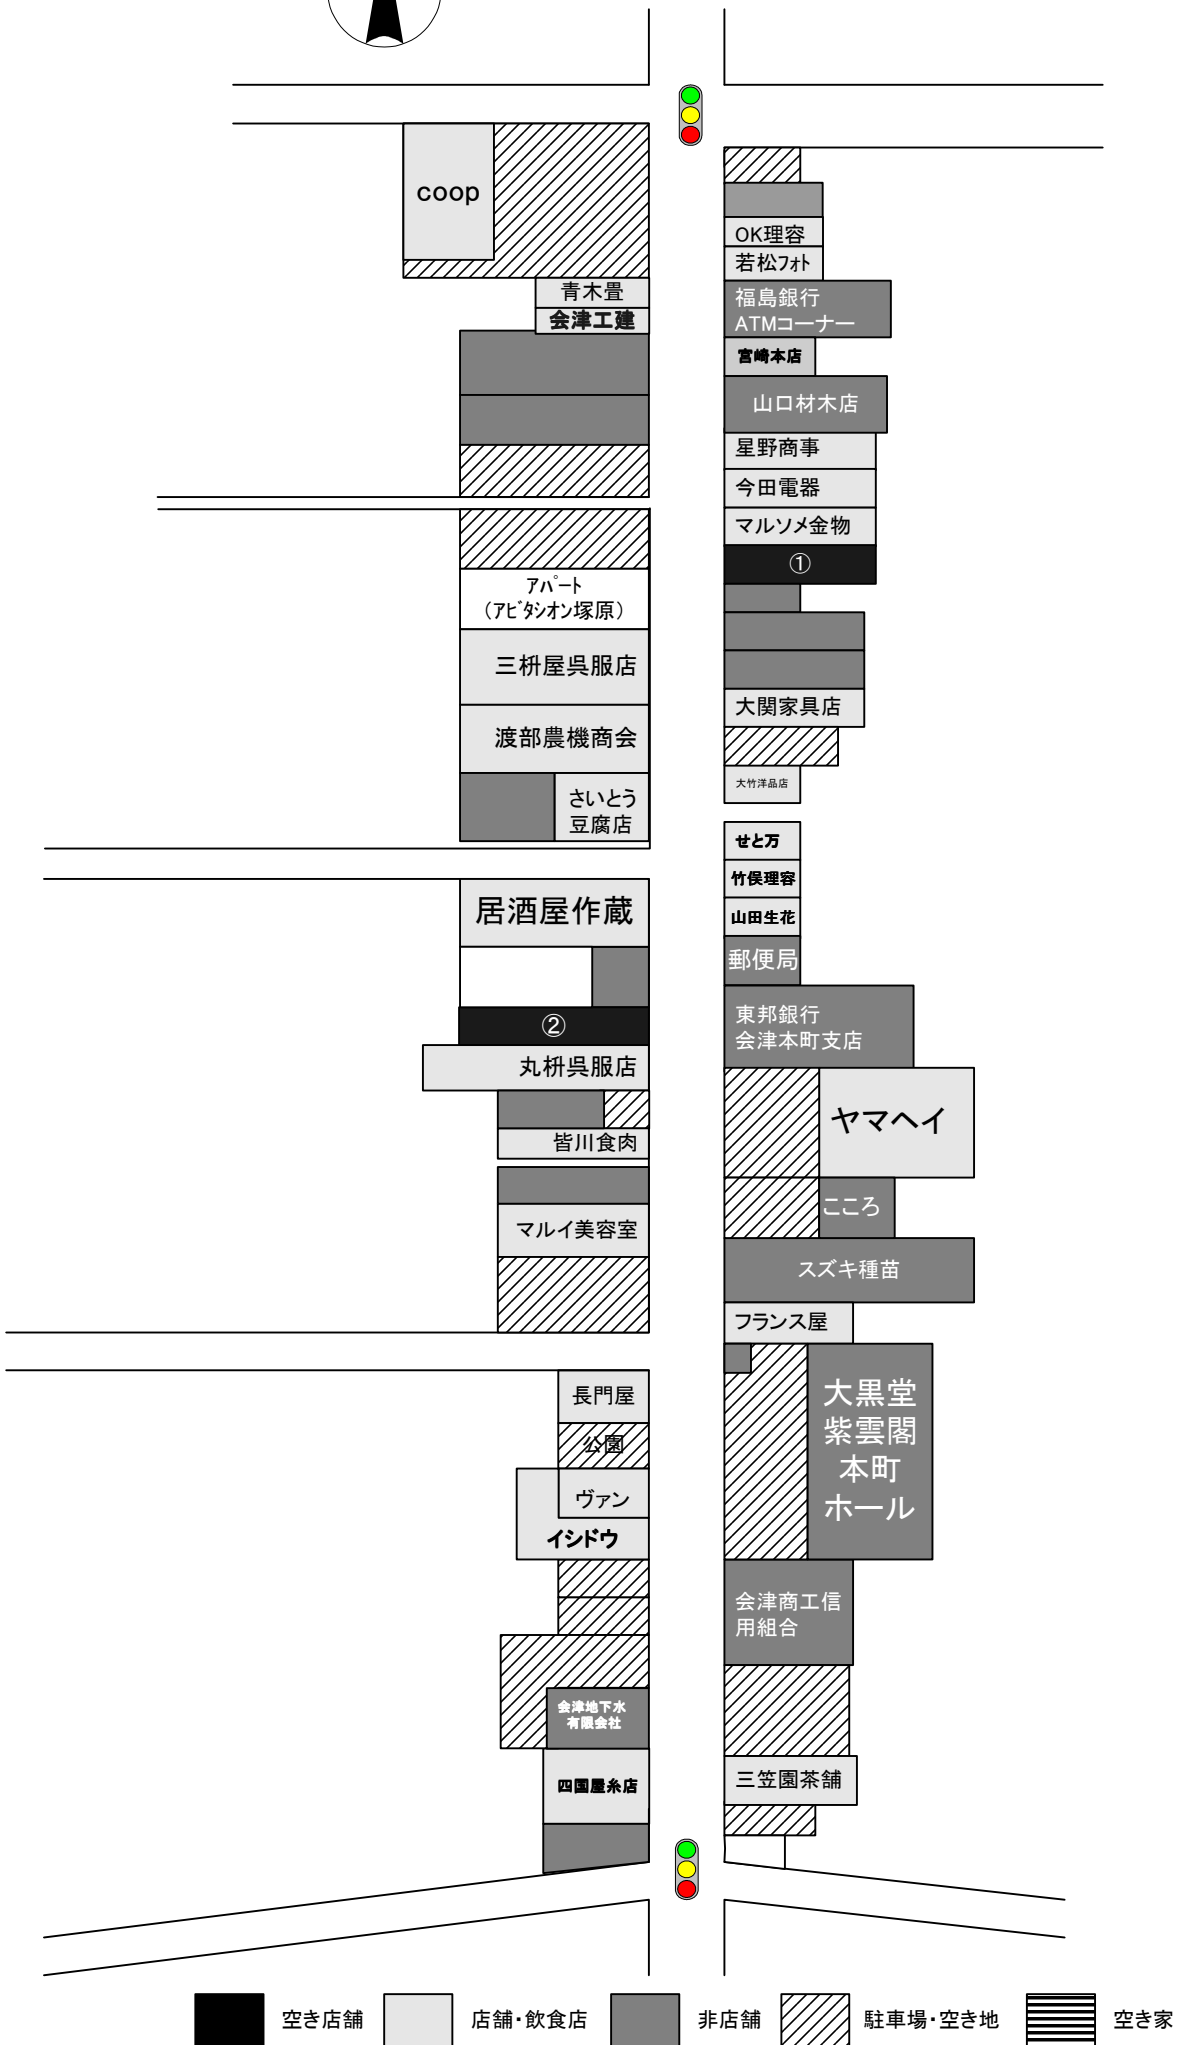 coop
青木畳
会津工建
アパート
（アビタシオン塚原）
三枡屋呉服店
渡部農機商会
さいとう
豆腐店
居酒屋作蔵
②
丸枡呉服店
皆川食肉
マルイ美容室
長門屋
公園
ヴァン
イシドウ
会津地下水
有限会社
四国屋糸店
OK理容
若松フォト
福島銀行
ATMコーナー
宮崎本店
山口材木店
星野商事
今田電器
マルソメ金物
①
大関家具店
大竹洋品店
せと万
竹俣理容
山田生花
郵便局
東邦銀行
会津本町支店
ヤマヘイ
こころ
スズキ種苗
フランス屋
大黒堂
紫雲閣
本町
ホール
会津商工信
用組合
三笠園茶舗
空き店舗
店舗・飲食店
非店舗
駐車場・空き地
空き家